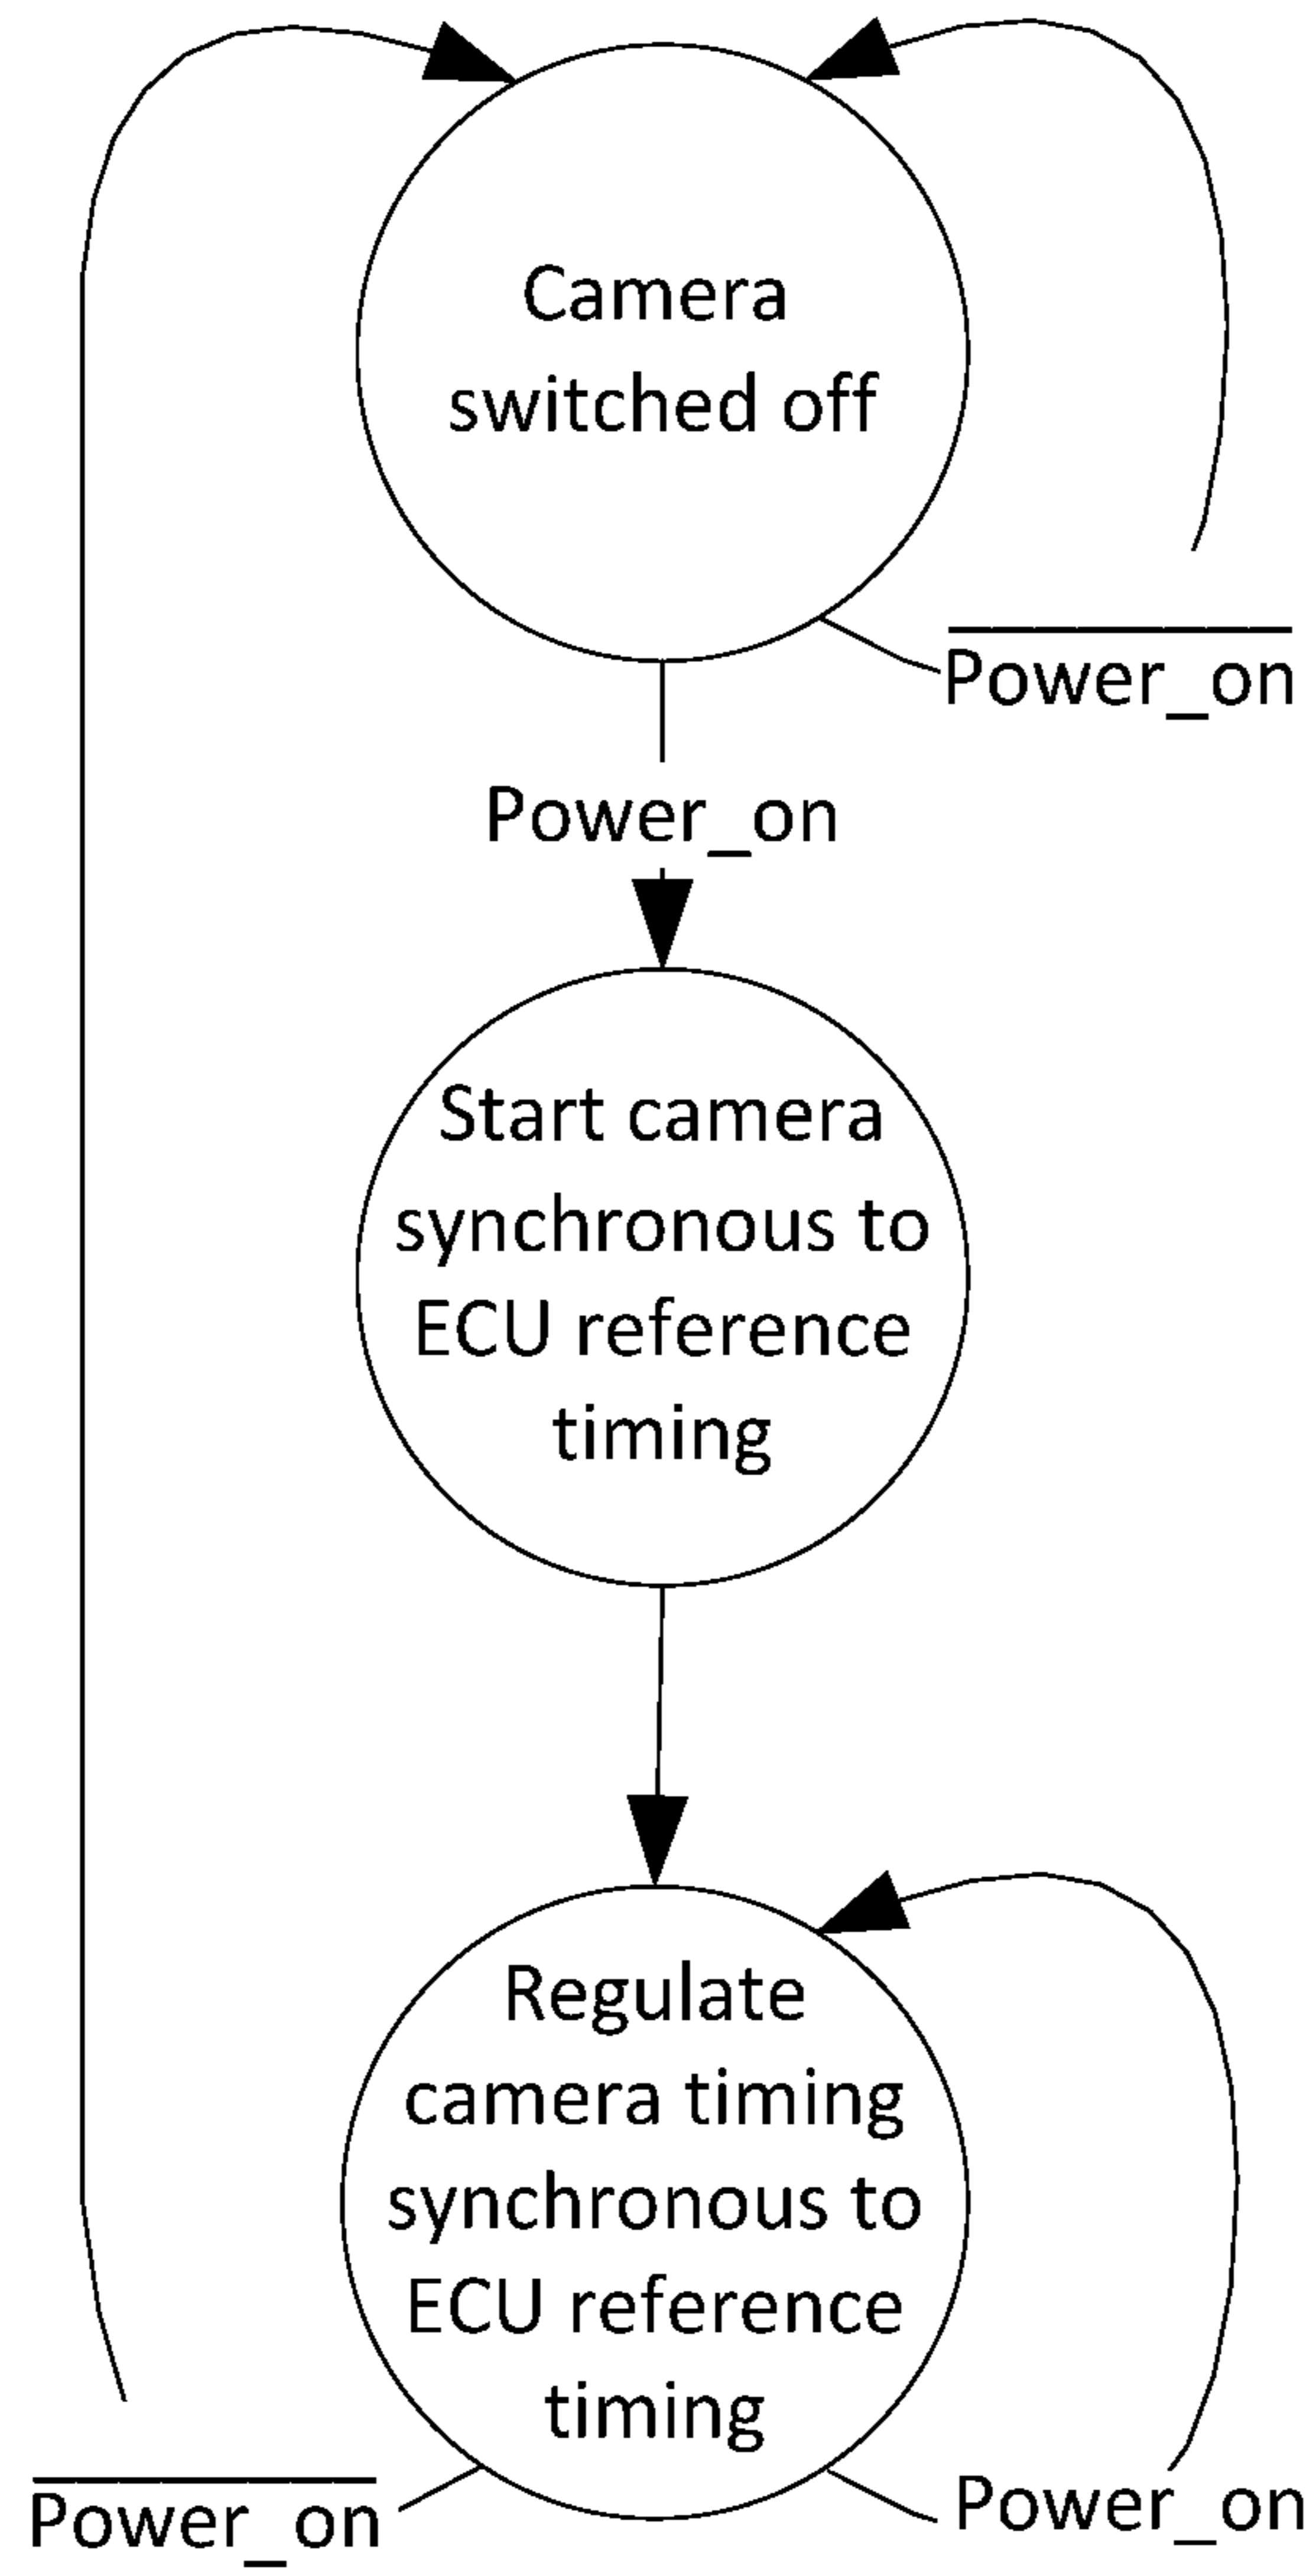 Camera
switched off
Power_on
Power_on
Start camera
synchronous to
ECU reference
timing
Regulate
camera timing
synchronous to
ECU reference
timing
Power_on
Power_on